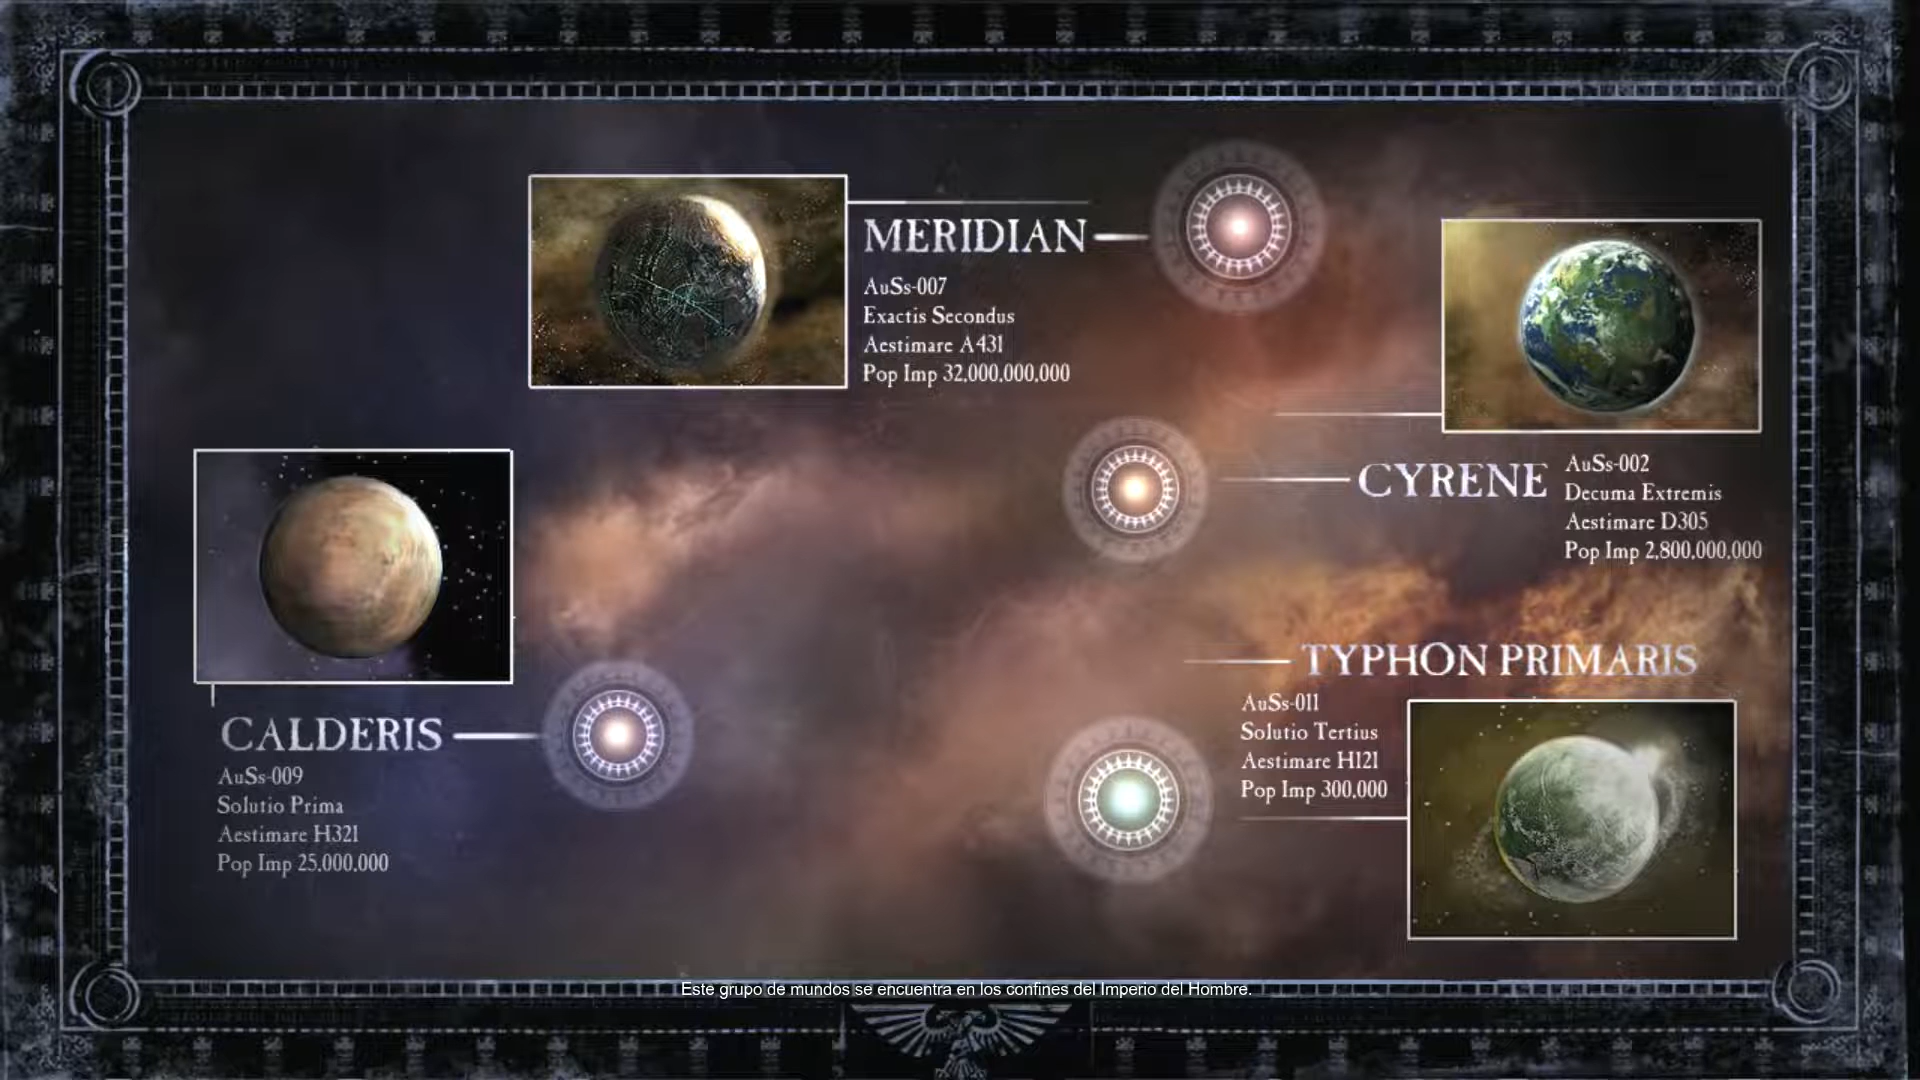 MERIDIAN
AuSs-007
Exactis Secondus
Aestimare A431
Pop Imp 32,000,000,000
CYRENE
AuSs-002
Decuma Extremis
Aestimare D305
Pop Imp 2,800,000,000
CALDERIS
AuSs-009
Solutio Prima
Aestimare H321
Pop Imp 25,000,000
TYPHON PRIMARIS
AuSs-011
Solutio Tertius
Aestimare H121
Pop Imp 300,000
Este grupo de mundos se encuentra en los confines del Imperio del Hombre.